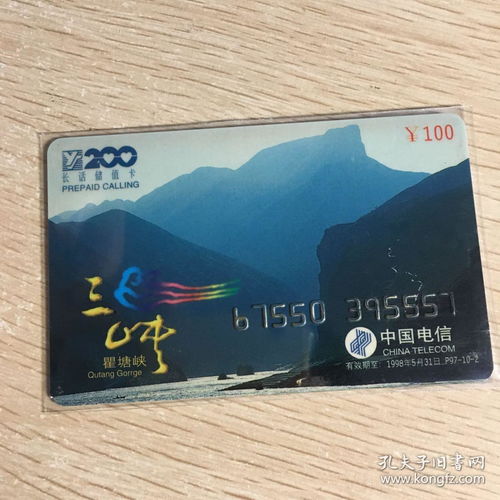 ¥100
200
长话储值卡
PREPAID CALLING
三峡
瞿塘峡
Qutang Gorrge
67550 395557
中国电信
CHINA TELECOM
有效期至: 1998年5月31日.P97-10-2
孔夫子旧书网
www.kongfz.com